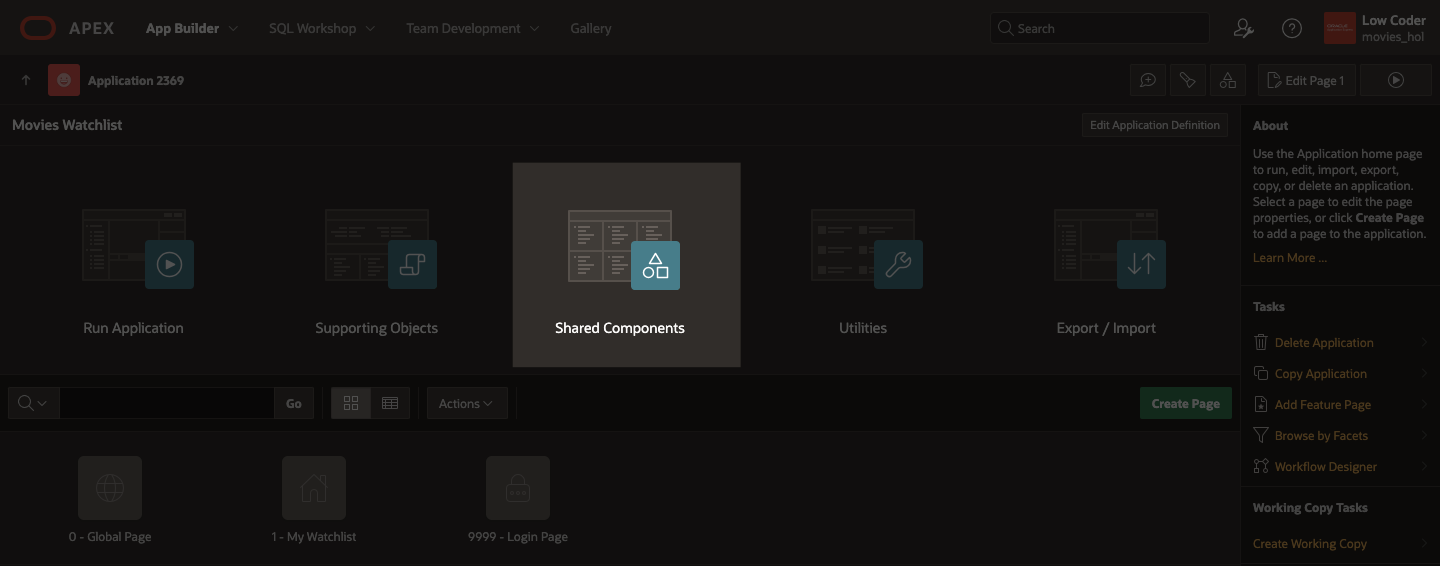 APEX
App Builder
SQL Workshop
Team Development
Gallery
Search
Low Coder
movies_hol
Application 2369
Edit Page 1
Movies Watchlist
Edit Application Definition
Run Application
Supporting Objects
Shared Components
Utilities
Export / Import
Go
Actions
Create Page
0 - Global Page
1 - My Watchlist
9999 - Login Page
About
Use the Application home page
to run, edit, import, export,
copy, or delete an application.
Select a page to edit the page
properties, or click Create Page
to add a page to the application.
Learn More ...
Tasks
Delete Application
Copy Application
Add Feature Page
Browse by Facets
Workflow Designer
Working Copy Tasks
Create Working Copy